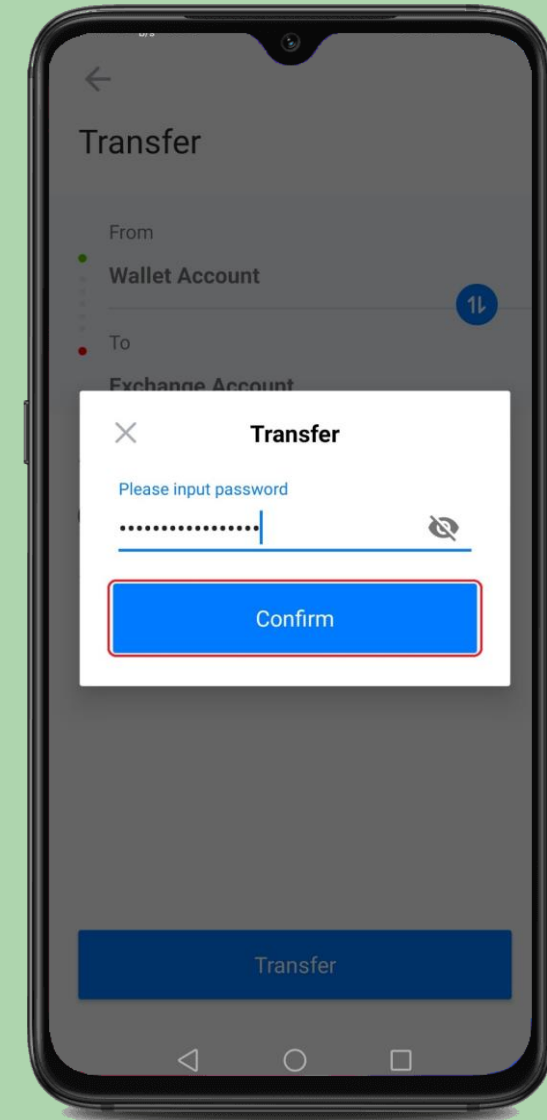 B/s
Transfer
From
Wallet Account
To
Exchange Account
Transfer
Please input password
•••••••••••••••••
Confirm
Transfer